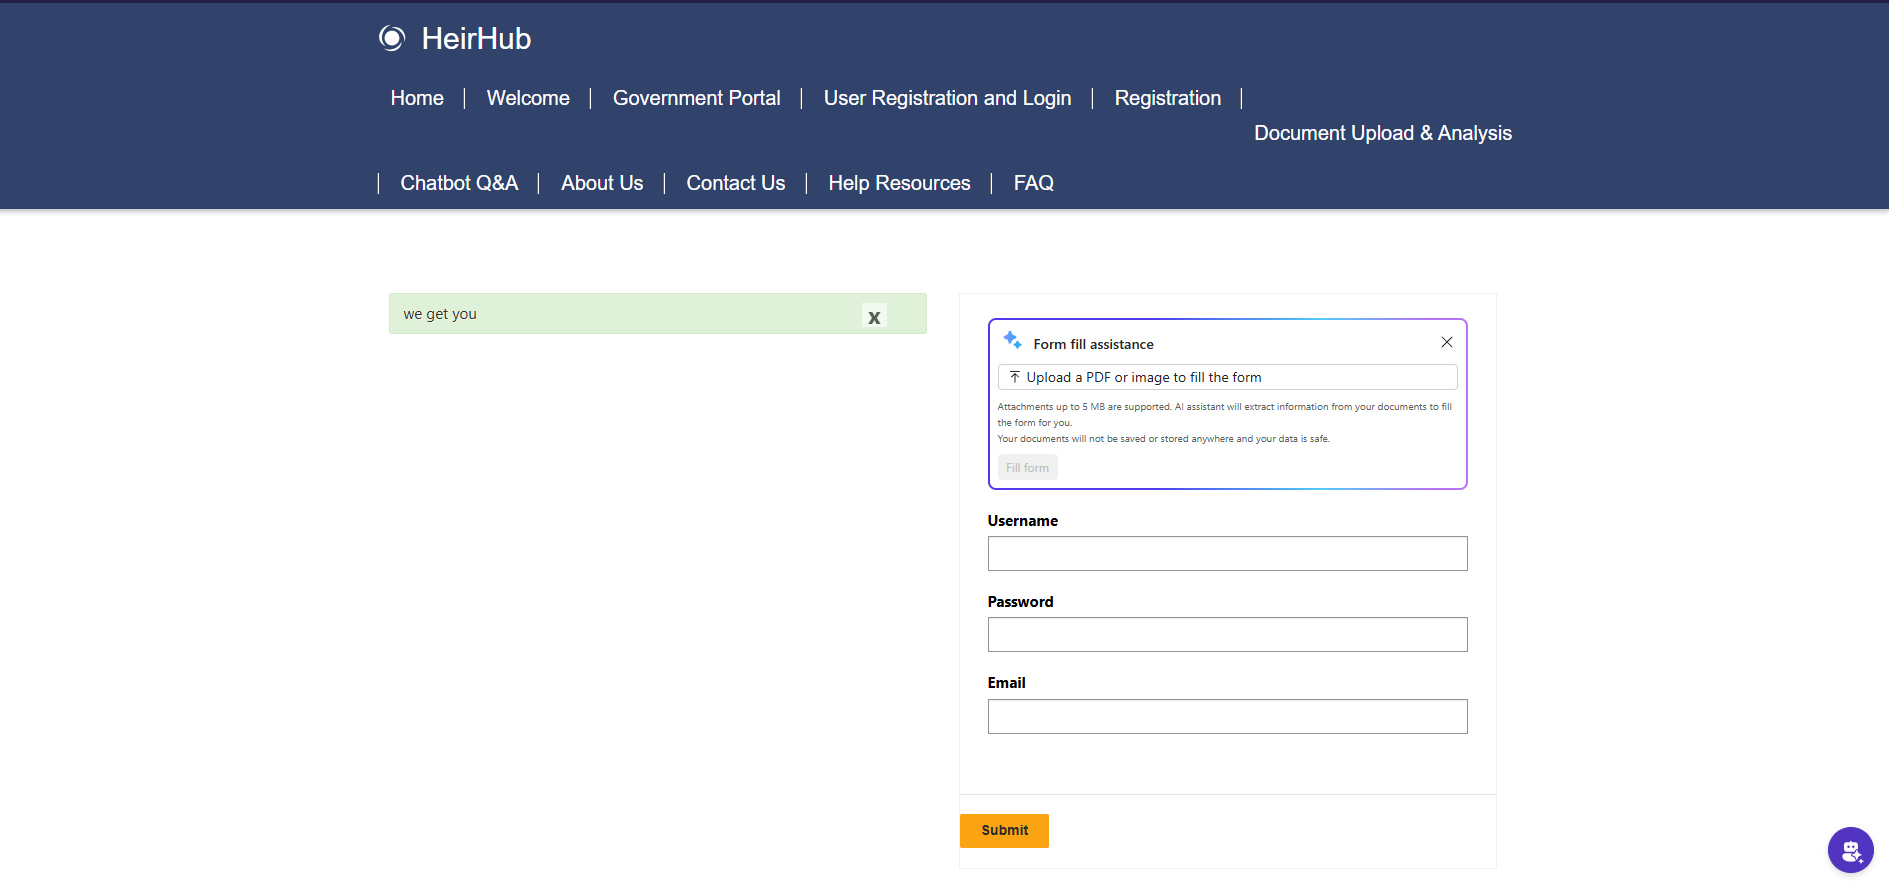 HeirHub
Home | Welcome | Government Portal | User Registration and Login | Registration |
Document Upload & Analysis
| Chatbot Q&A | About Us | Contact Us | Help Resources | FAQ
we get you x
Form fill assistance
Upload a PDF or image to fill the form
Attachments up to 5 MB are supported. AI assistant will extract information from your documents to fill
the form for you.
Your documents will not be saved or stored anywhere and your data is safe.
Fill form
Username
Password
Email
Submit